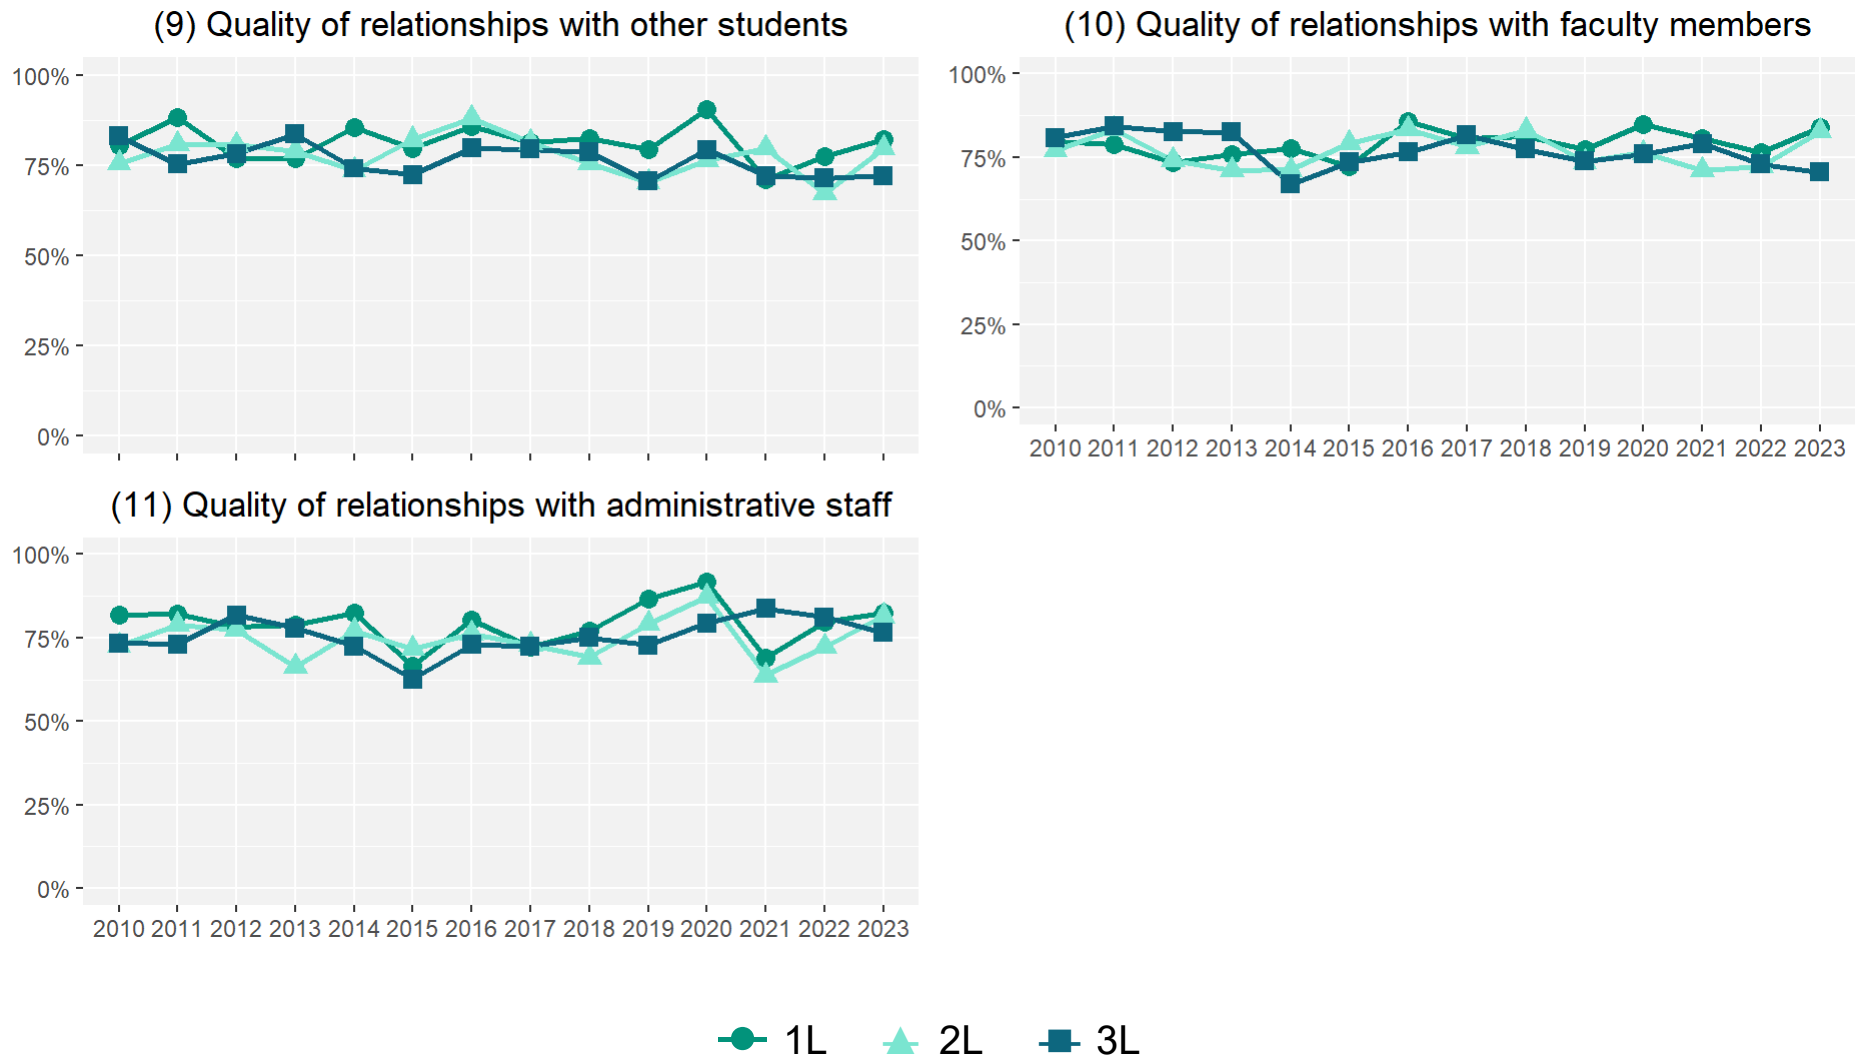 (9) Quality of relationships with other students
100%
75%
50%
25%
0%
(10) Quality of relationships with faculty members
100%
75%
50%
25%
0%
2010 2011 2012 2013 2014 2015 2016 2017 2018 2019 2020 2021 2022 2023
(11) Quality of relationships with administrative staff
100%
75%
50%
25%
0%
2010 2011 2012 2013 2014 2015 2016 2017 2018 2019 2020 2021 2022 2023
1L 2L 3L